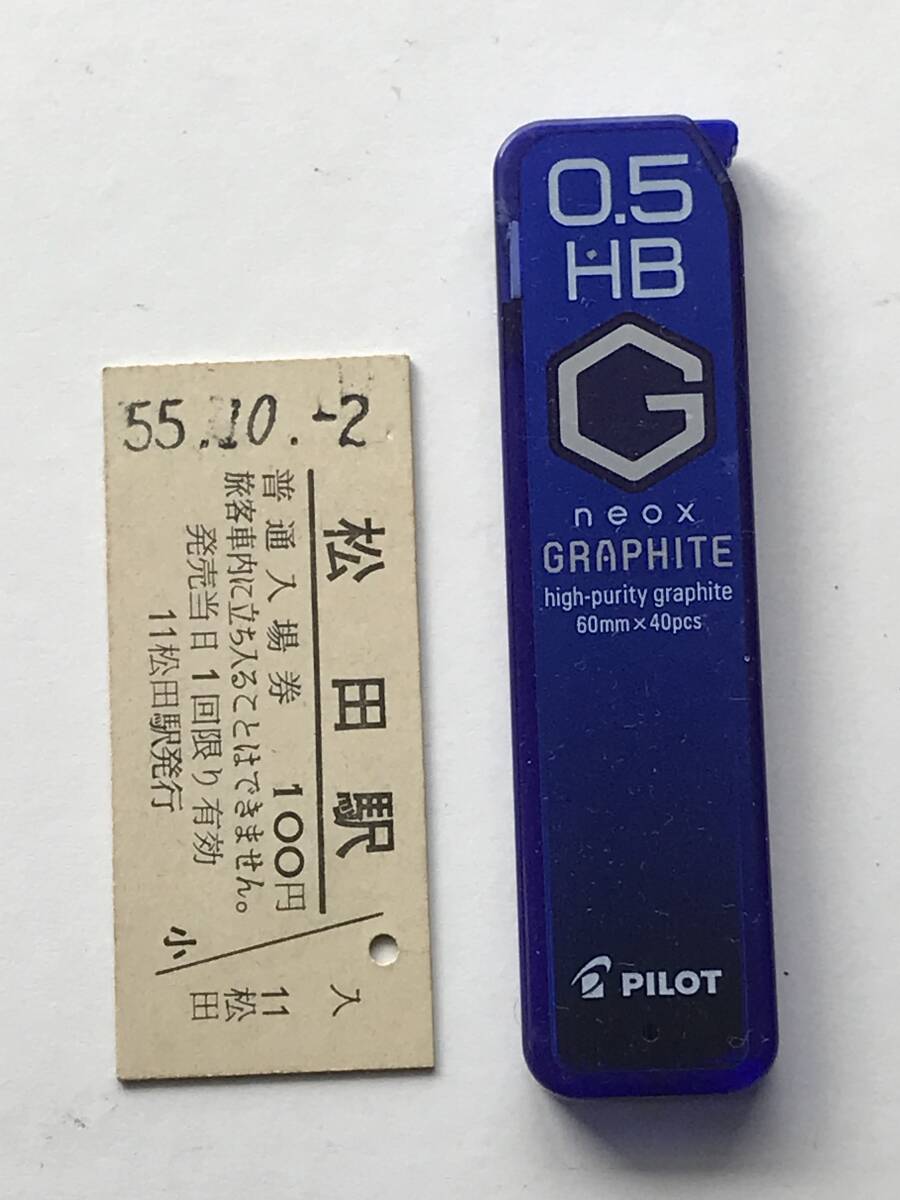 55.10.-2
松田駅
普通入場券 100円
旅客車内に立ち入ることはできません。
発売当日1回限り有効
11松田駅発行
小
入
11
松田
0.5
HB
G
neox
GRAPHITE
high-purity graphite
60mm×40pcs
PILOT